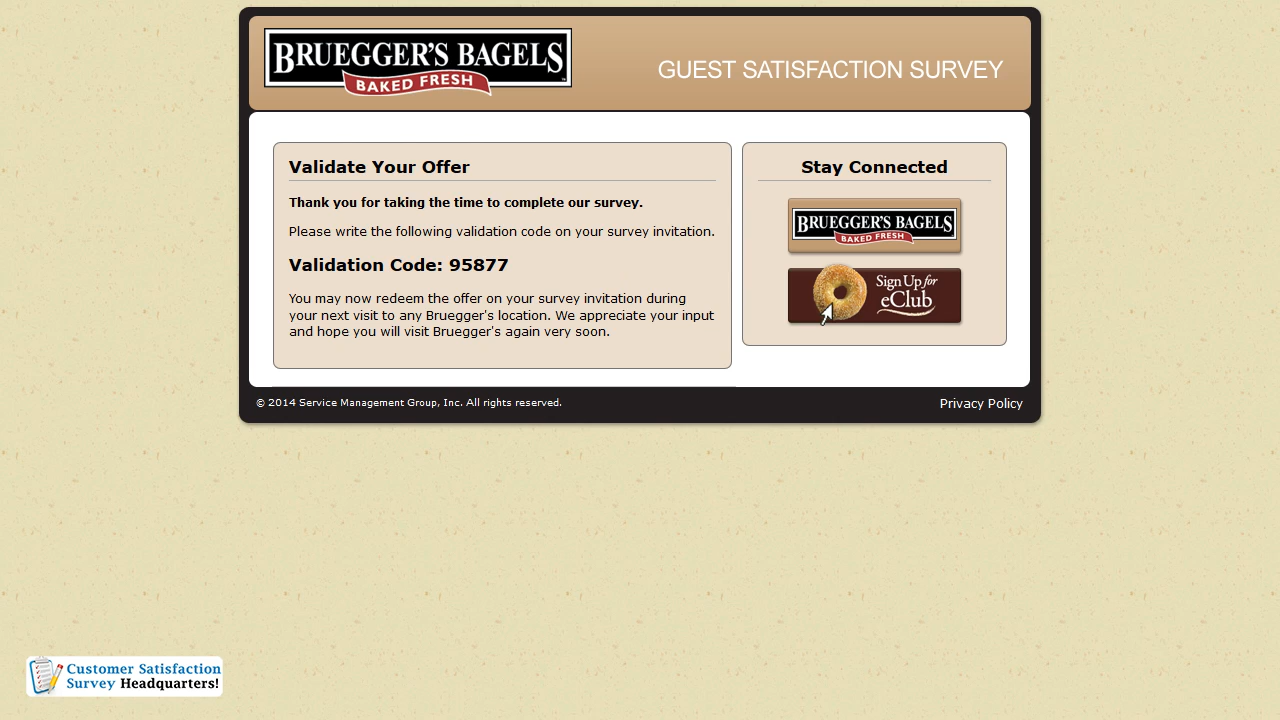 BRUEGGER'S BAGELS
BAKED FRESH
GUEST SATISFACTION SURVEY
Validate Your Offer
Thank you for taking the time to complete our survey.
Please write the following validation code on your survey invitation.
Validation Code: 95877
You may now redeem the offer on your survey invitation during
your next visit to any Bruegger's location. We appreciate your input
and hope you will visit Bruegger's again very soon.
Stay Connected
BRUEGGER'S BAGELS
BAKED FRESH
Sign Up for
eClub
© 2014 Service Management Group, Inc. All rights reserved.
Privacy Policy
Customer Satisfaction
Survey Headquarters!